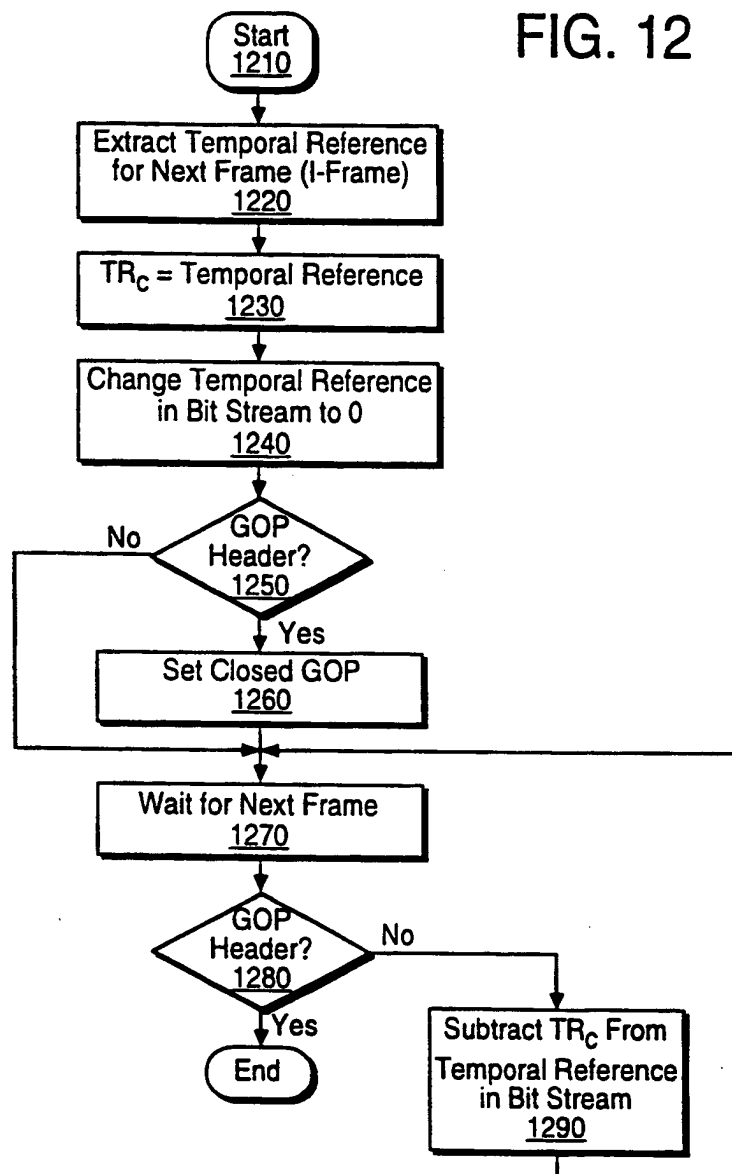 FIG. 12
Start
1210
Extract Temporal Reference
for Next Frame (I-Frame)
1220
TRC = Temporal Reference
1230
Change Temporal Reference
in Bit Stream to 0
1240
GOP
Header?
1250
No
Yes
Set Closed GOP
1260
Wait for Next Frame
1270
GOP
Header?
1280
No
Yes
End
Subtract TRC From
Temporal Reference
in Bit Stream
1290